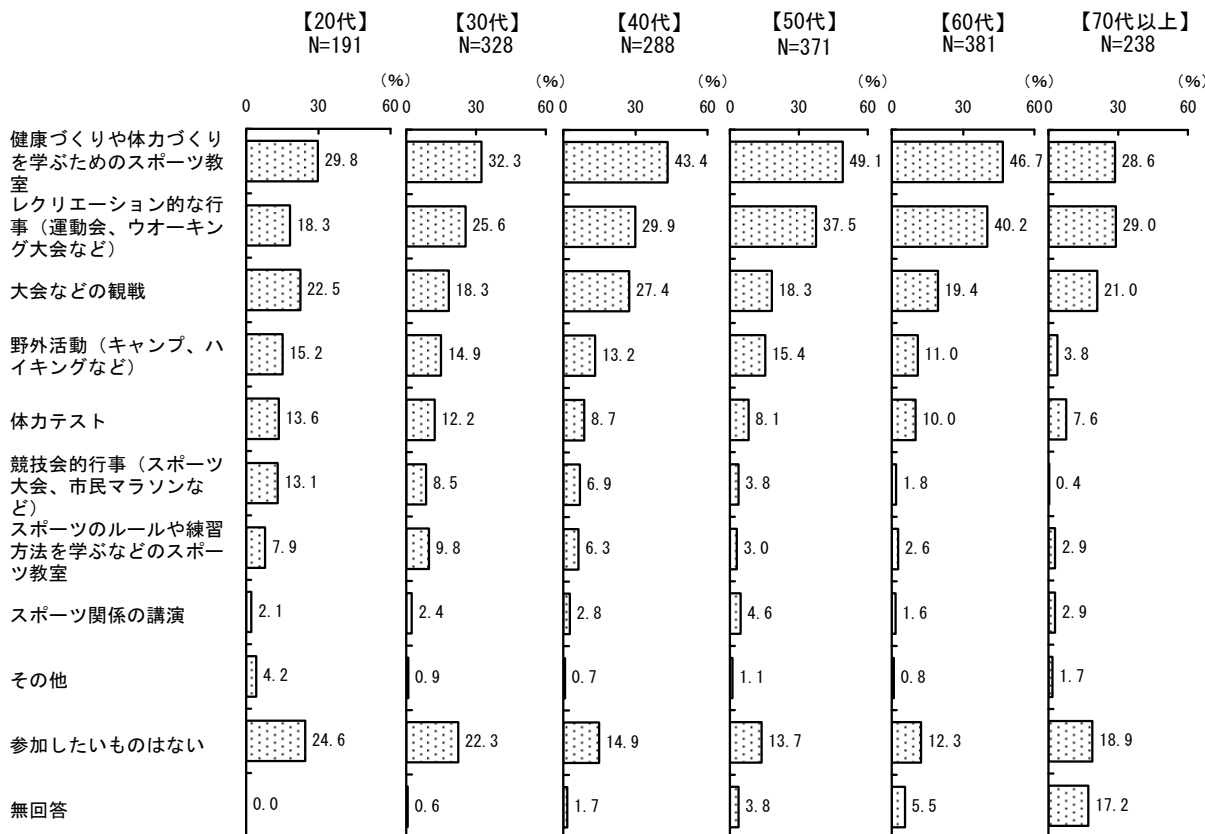 【20代】 【30代】 【40代】 【50代】 【60代】 【70代以上】
N=191 N=328 N=288 N=371 N=381 N=238
(%) (%) (%) (%) (%) (%)
0 30 60 0 30 60 0 30 60 0 30 60 0 30 60 0 30 60
健康づくりや体力づくり
を学ぶためのスポーツ教
室
29.8 32.3 43.4 49.1 46.7 28.6
レクリエーション的な行
事（運動会、ウオーキン
グ大会など）
18.3 25.6 29.9 37.5 40.2 29.0
大会などの観戦
22.5 18.3 27.4 18.3 19.4 21.0
野外活動（キャンプ、ハ
イキングなど）
15.2 14.9 13.2 15.4 11.0 3.8
体力テスト
13.6 12.2 8.7 8.1 10.0 7.6
競技会的行事（スポーツ
大会、市民マラソンな
ど）
13.1 8.5 6.9 3.8 1.8 0.4
スポーツのルールや練習
方法を学ぶなどのスポー
ツ教室
7.9 9.8 6.3 3.0 2.6 2.9
スポーツ関係の講演
2.1 2.4 2.8 4.6 1.6 2.9
その他
4.2 0.9 0.7 1.1 0.8 1.7
参加したいものはない
24.6 22.3 14.9 13.7 12.3 18.9
無回答
0.0 0.6 1.7 3.8 5.5 17.2